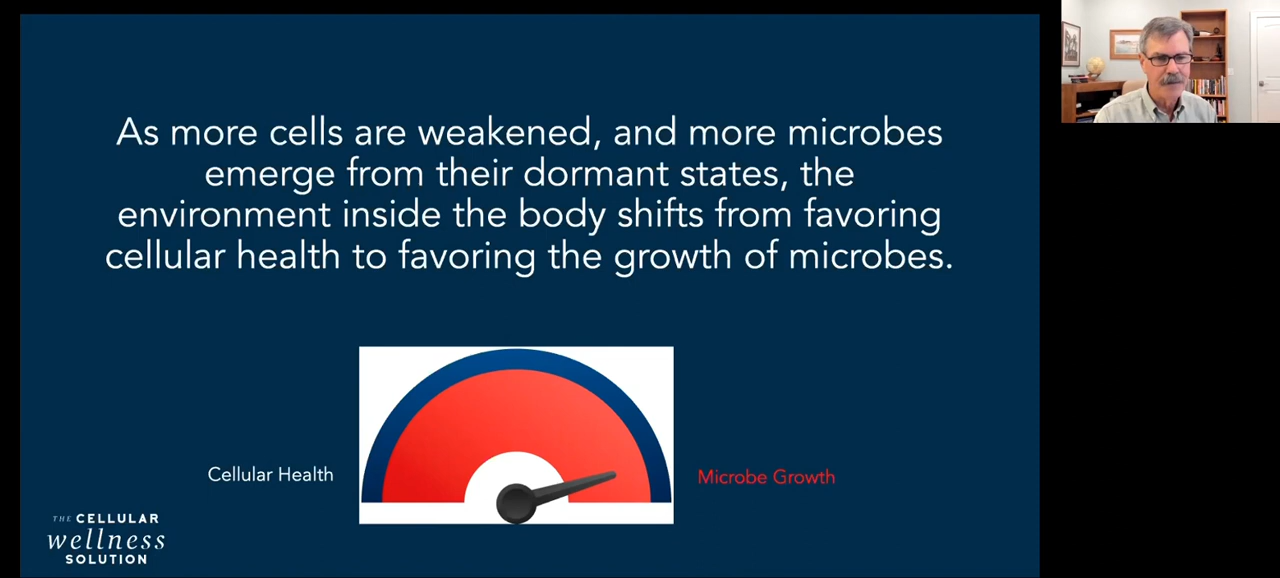 As more cells are weakened, and more microbes
emerge from their dormant states, the
environment inside the body shifts from favoring
cellular health to favoring the growth of microbes.
Cellular Health
Microbe Growth
THE CELLULAR
wellness
SOLUTION